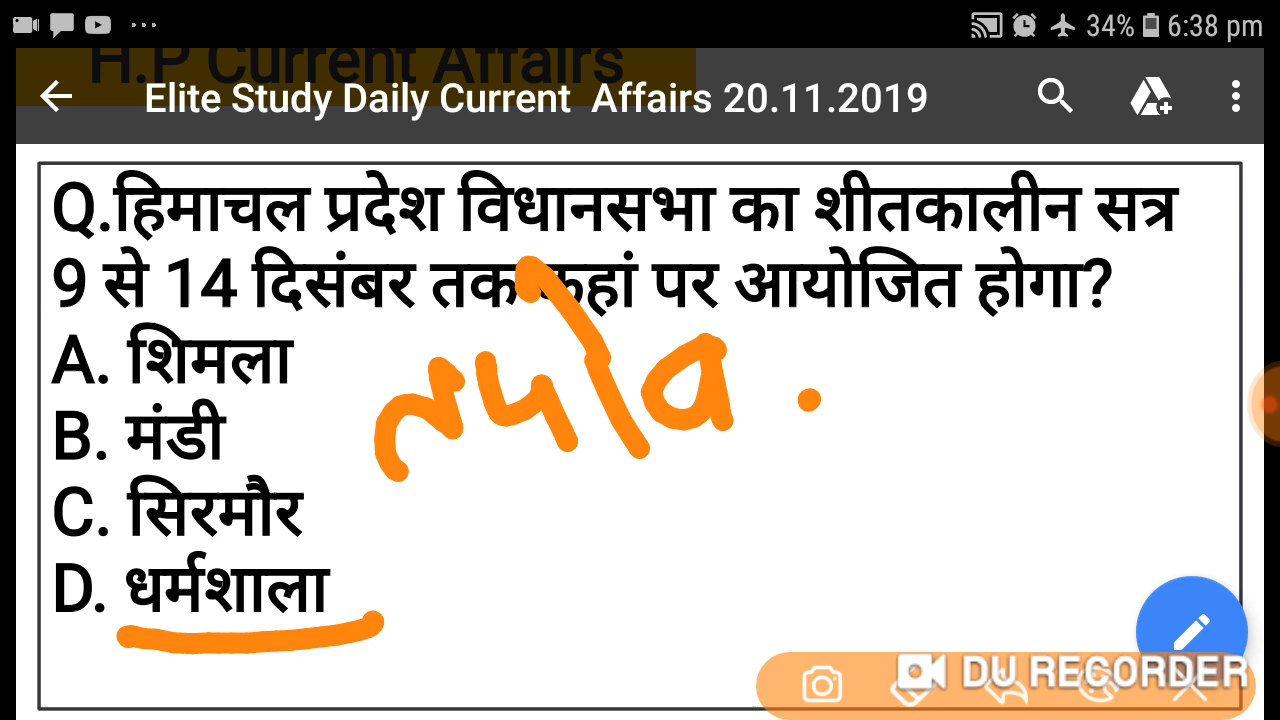 34% 6:38 pm
H.P Current Affairs
Elite Study Daily Current Affairs 20.11.2019
Q.हिमाचल प्रदेश विधानसभा का शीतकालीन सत्र
9 से 14 दिसंबर तक कहां पर आयोजित होगा?
A. शिमला
B. मंडी
C. सिरमौर
D. धर्मशाला
DU RECORDER